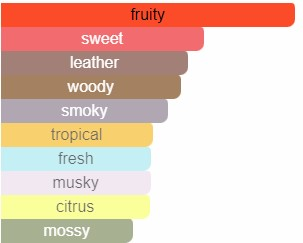 fruity
sweet
leather
woody
smoky
tropical
fresh
musky
citrus
mossy